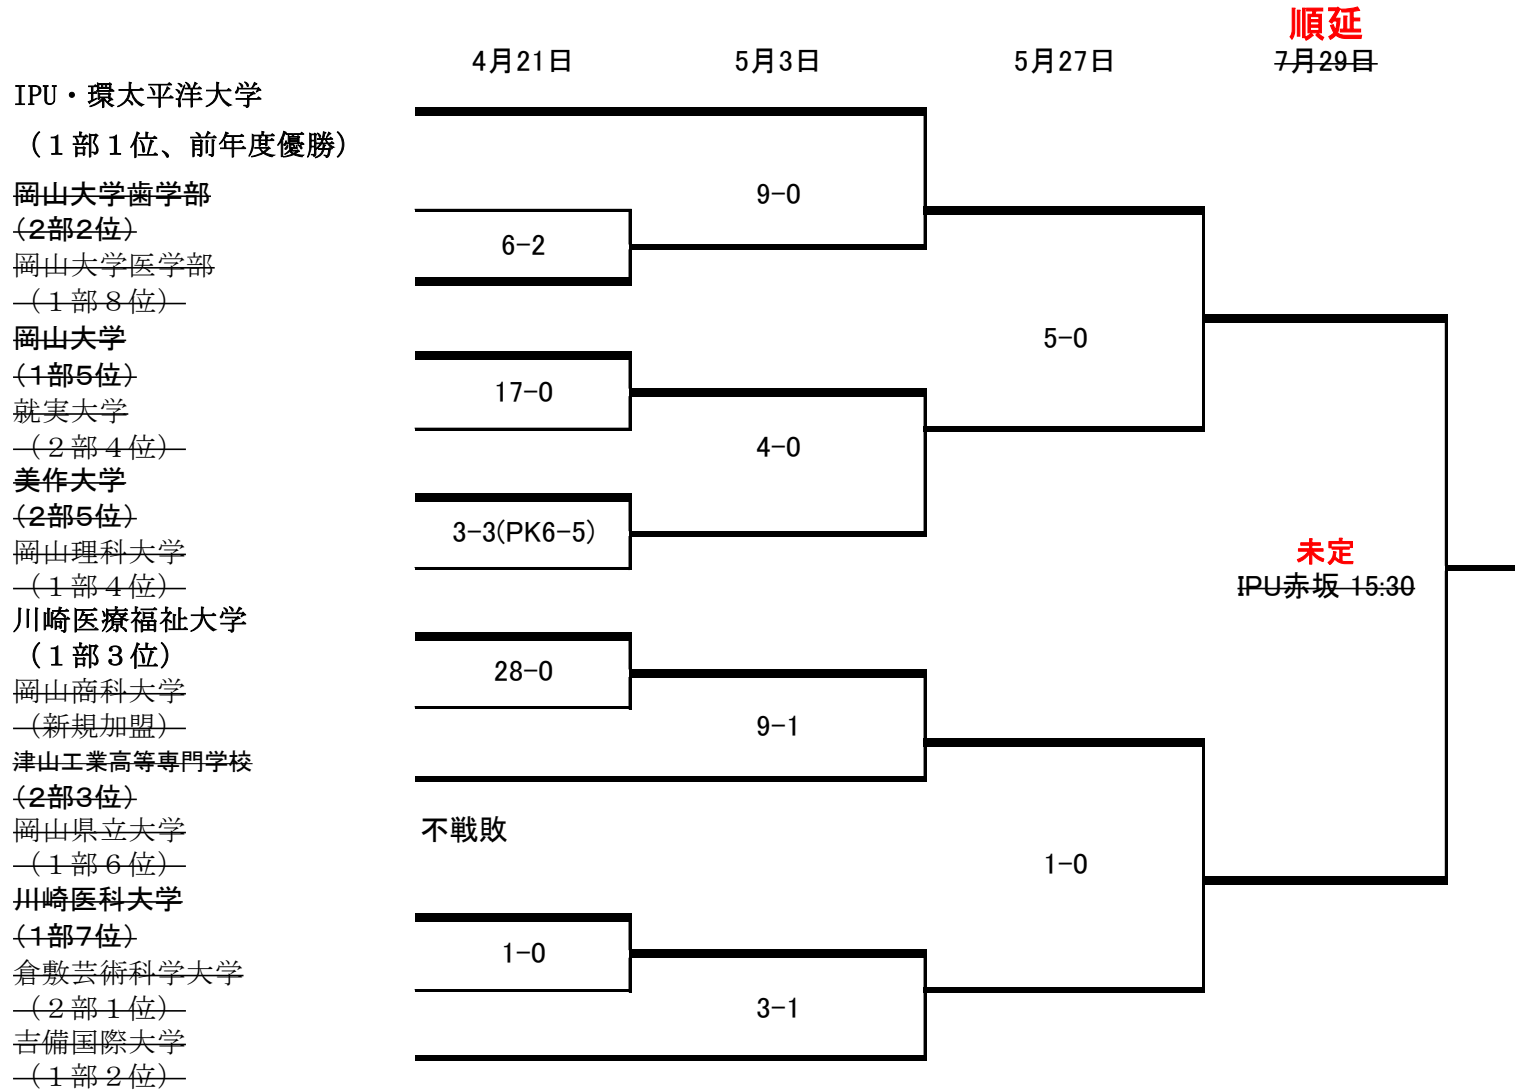 順延
4月21日 5月3日 5月27日 7月29日
IPU・環太平洋大学
（１部１位、前年度優勝）
岡山大学歯学部
（2部2位）
9-0
6-2
岡山大学医学部
（１部８位）
岡山大学
（1部5位）
5-0
17-0
就実大学
（２部４位）
4-0
美作大学
（2部5位）
3-3(PK6-5)
岡山理科大学
（１部４位）
未定
IPU赤坂 15:30
川崎医療福祉大学
（１部３位）
28-0
岡山商科大学
（新規加盟）
9-1
津山工業高等専門学校
（2部3位）
岡山県立大学
（１部６位）
不戦敗
1-0
川崎医科大学
（1部7位）
1-0
倉敷芸術科学大学
（２部１位）
3-1
吉備国際大学
（１部２位）